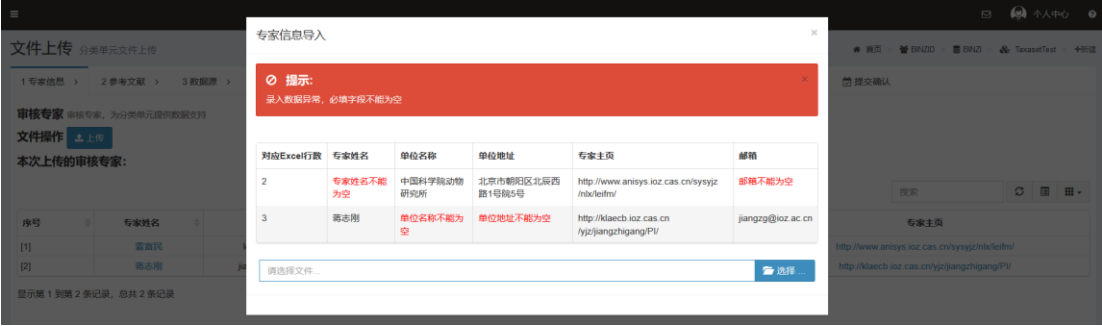 个人中心
文件上传 分类单元文件上传
首页 BINZID BINZI TaxasetTest +新建
1 专家信息 > 2 参考文献 > 3 数据源 >
提交确认
审核专家 审核专家，为分类单元提供数据支持
文件操作 上传
本次上传的审核专家：
搜索
序号 专家姓名 专家主页
[1] 雷富民 http://www.anisys.ioz.cas.cn/sysyjz/nlx/leifm/
[2] 蒋志刚 http://klaecb.ioz.cas.cn/yjz/jiangzhigang/PI/
显示第 1 到第 2 条记录，总共 2 条记录
专家信息导入 ×
提示: ×
录入数据异常，必填字段不能为空
对应Excel行数 专家姓名 单位名称 单位地址 专家主页 邮箱
2 专家姓名不能为空 中国科学院动物研究所 北京市朝阳区北辰西路1号院5号 http://www.anisys.ioz.cas.cn/sysyjz/nlx/leifm/ 邮箱不能为空
3 蒋志刚 单位名称不能为空 单位地址不能为空 http://klaecb.ioz.cas.cn/yjz/jiangzhigang/PI/ jiangzg@ioz.ac.cn
请选择文件... 选择 ...